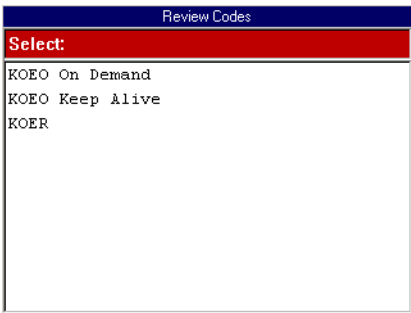 Review Codes
Select:
KOEO On Demand
KOEO Keep Alive
KOER